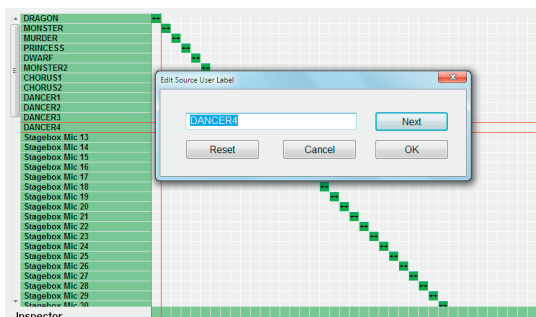 DRAGON
MONSTER
MURDER
PRINCESS
DWARF
MONSTER2
CHORUS1
CHORUS2
DANCER1
DANCER2
DANCER3
DANCER4
Stagebox Mic 13
Stagebox Mic 14
Stagebox Mic 15
Stagebox Mic 16
Stagebox Mic 17
Stagebox Mic 18
Stagebox Mic 19
Stagebox Mic 20
Stagebox Mic 21
Stagebox Mic 22
Stagebox Mic 23
Stagebox Mic 24
Stagebox Mic 25
Stagebox Mic 26
Stagebox Mic 27
Stagebox Mic 28
Stagebox Mic 29
Stagebox Mic 30
Inspector
Edit Source User Label
DANCER4
Next
Reset Cancel OK